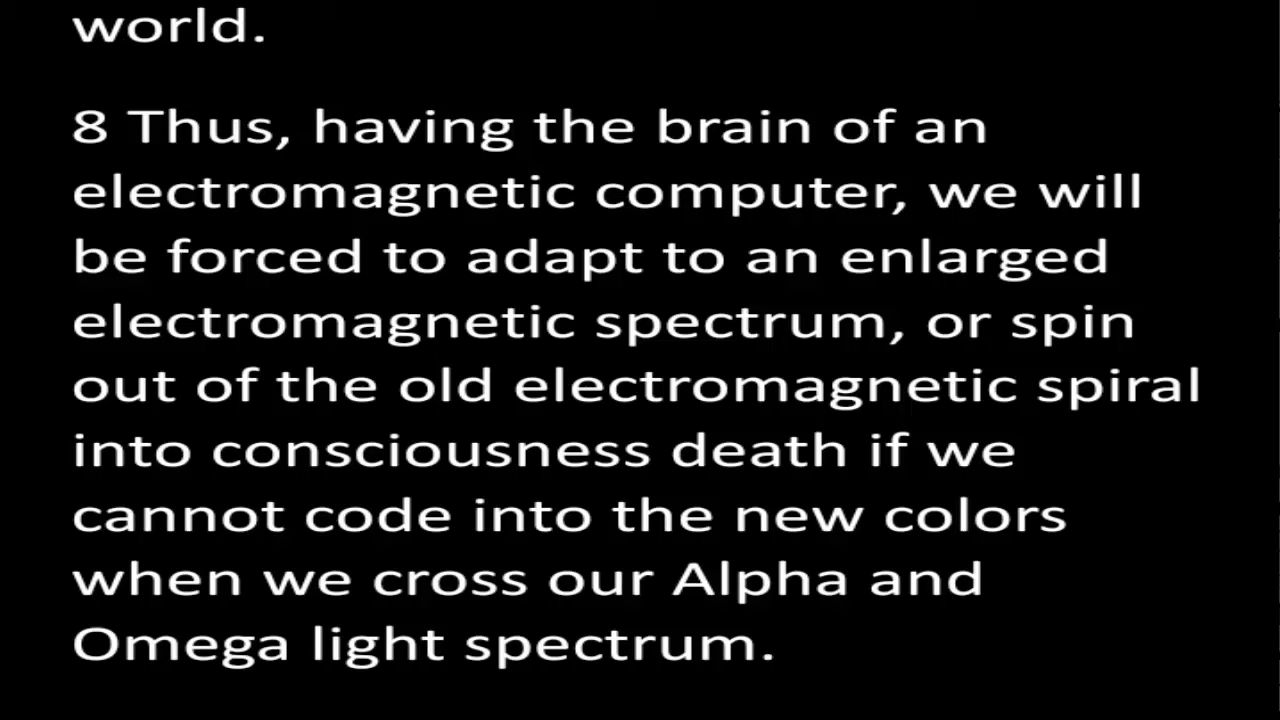 world.
8 Thus, having the brain of an
electromagnetic computer, we will
be forced to adapt to an enlarged
electromagnetic spectrum, or spin
out of the old electromagnetic spiral
into consciousness death if we
cannot code into the new colors
when we cross our Alpha and
Omega light spectrum.